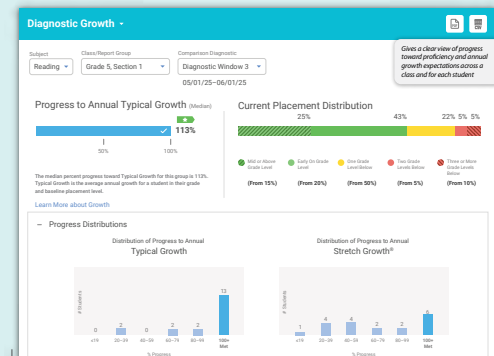 Diagnostic Growth
PDF
CSV
Gives a clear view of progress
toward proficiency and annual
growth expectations across a
class and for each student
Subject
Reading
Class/Report Group
Grade 5, Section 1
Comparison Diagnostic
Diagnostic Window 3
05/01/25–06/01/25
Progress to Annual Typical Growth (Median)
113%
50%
100%
The median percent progress toward Typical Growth for this group is 113%.
Typical Growth is the average annual growth for a student in their grade
and baseline placement level.
Learn More about Growth
Current Placement Distribution
25%
43%
22%
5%
5%
Mid or Above
Grade Level
(From 15%)
Early On Grade
Level
(From 20%)
One Grade
Level Below
(From 50%)
Two Grade
Levels Below
(From 5%)
Three or More
Grade Levels
Below
(From 10%)
– Progress Distributions
Distribution of Progress to Annual
Typical Growth
# Students
0
2
0
2
2
13
<19
20–39
40–59
60–79
80–99
100+
Met
% Progress
Distribution of Progress to Annual
Stretch Growth®
# Students
1
4
4
2
2
6
<19
20–39
40–59
60–79
80–99
100+
Met
% Progress